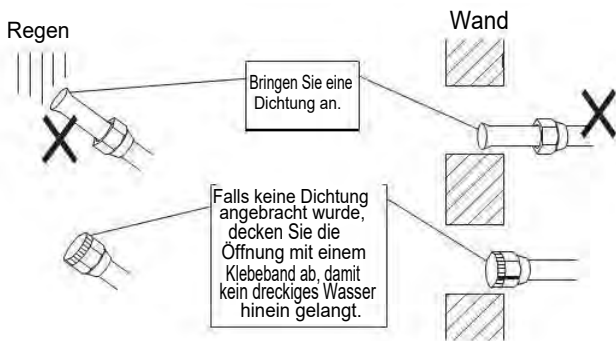 Regen
Wand
Bringen Sie eine
Dichtung an.
Falls keine Dichtung
angebracht wurde,
decken Sie die
Öffnung mit einem
Klebeband ab, damit
kein dreckiges Wasser
hinein gelangt.